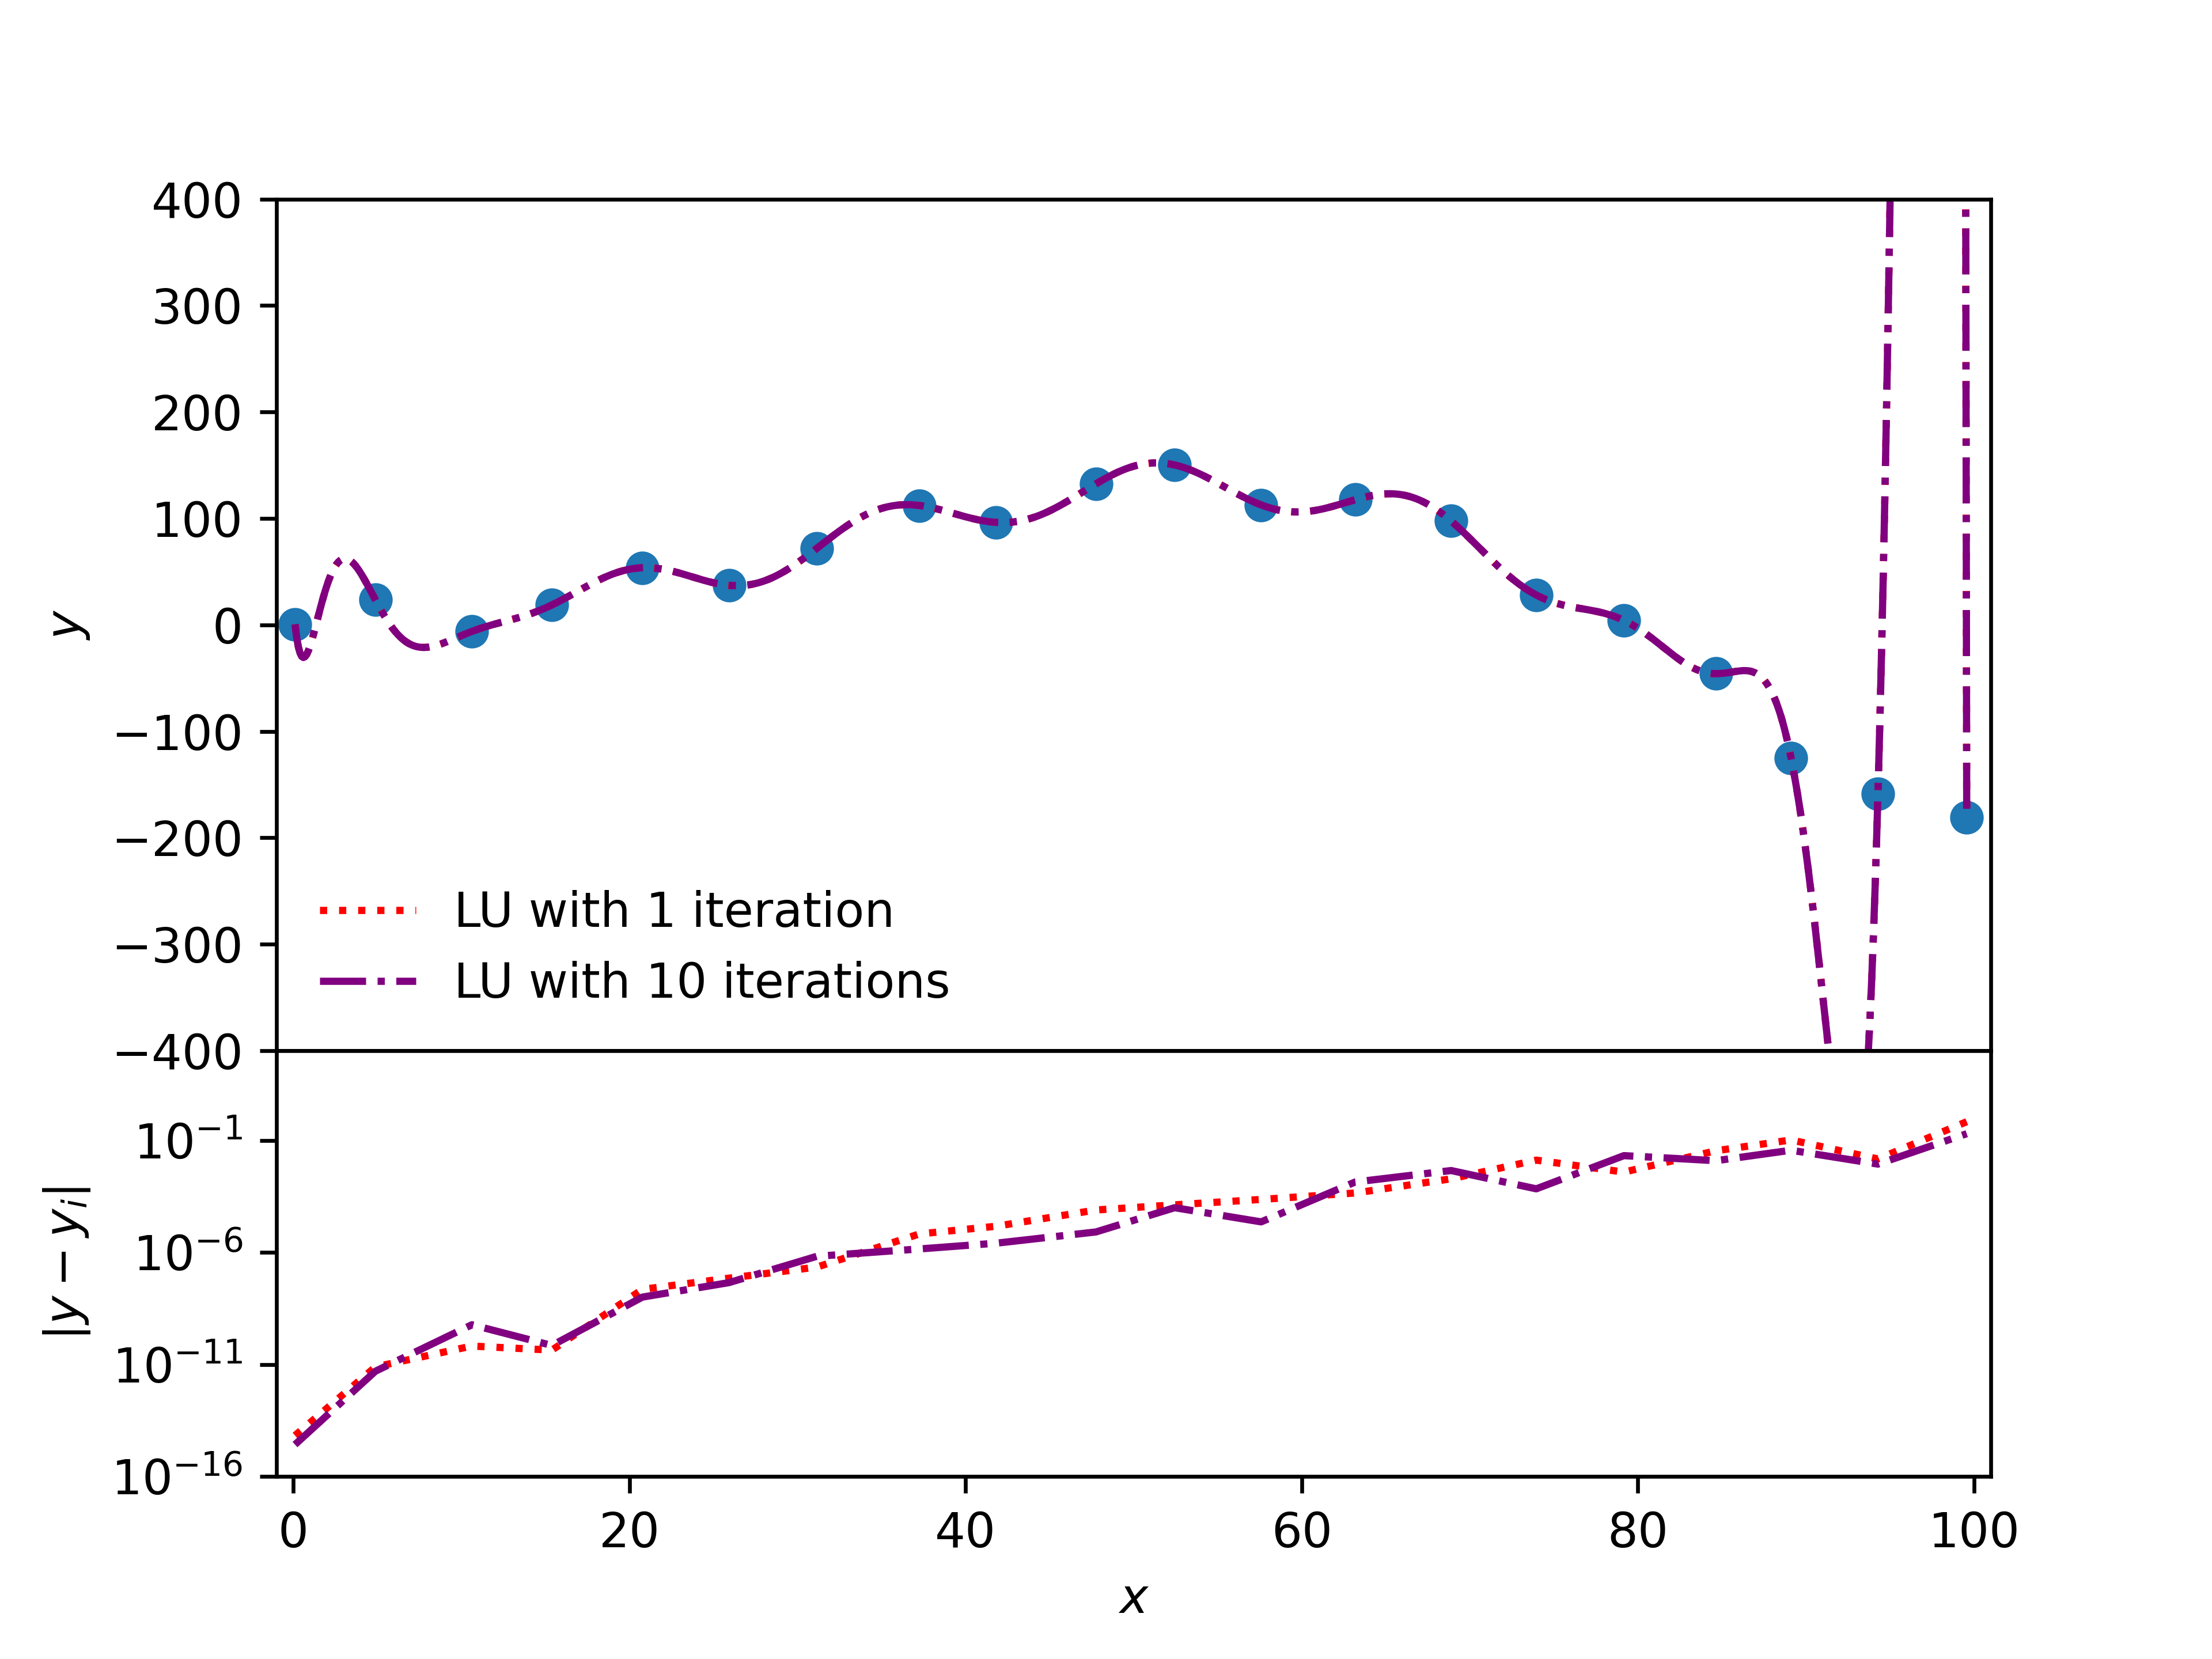 400
300
200
100
0
−100
−200
−300
−400
y
LU with 1 iteration
LU with 10 iterations
10⁻¹
10⁻⁶
10⁻¹¹
10⁻¹⁶
|y − yᵢ|
0 20 40 60 80 100
x